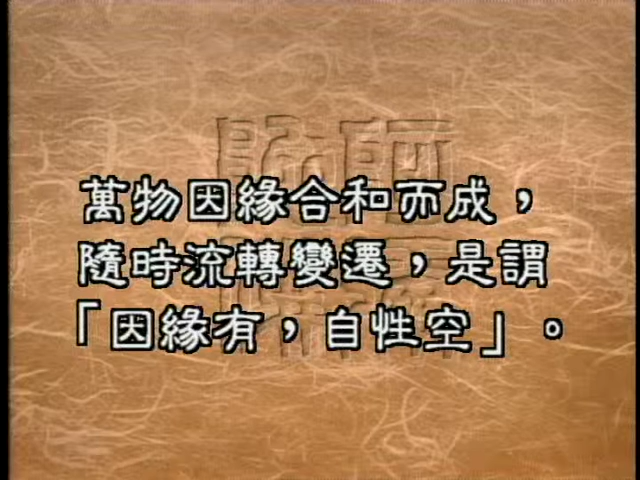 萬物因緣合和而成，
隨時流轉變遷，是謂
「因緣有，自性空」。